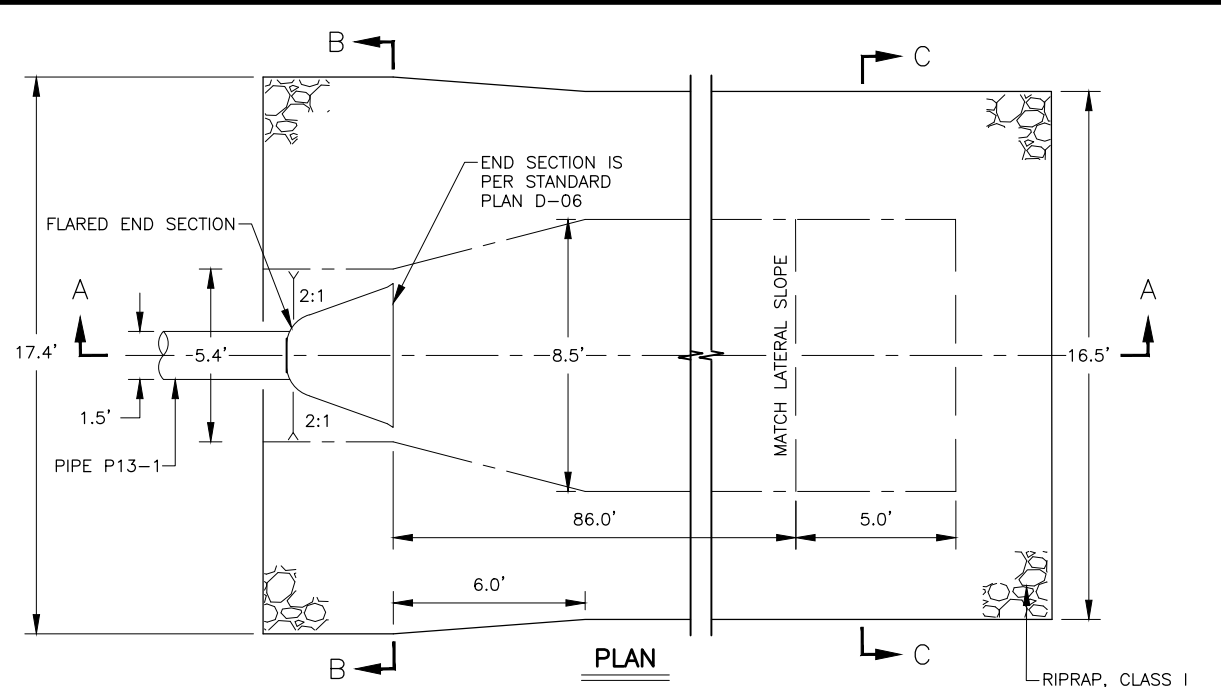 B
C
END SECTION IS
PER STANDARD
PLAN D-06
FLARED END SECTION
A
2:1
MATCH LATERAL SLOPE
A
17.4'
5.4'
8.5'
16.5'
1.5'
2:1
PIPE P13-1
86.0'
5.0'
6.0'
B
PLAN
C
RIPRAP, CLASS I